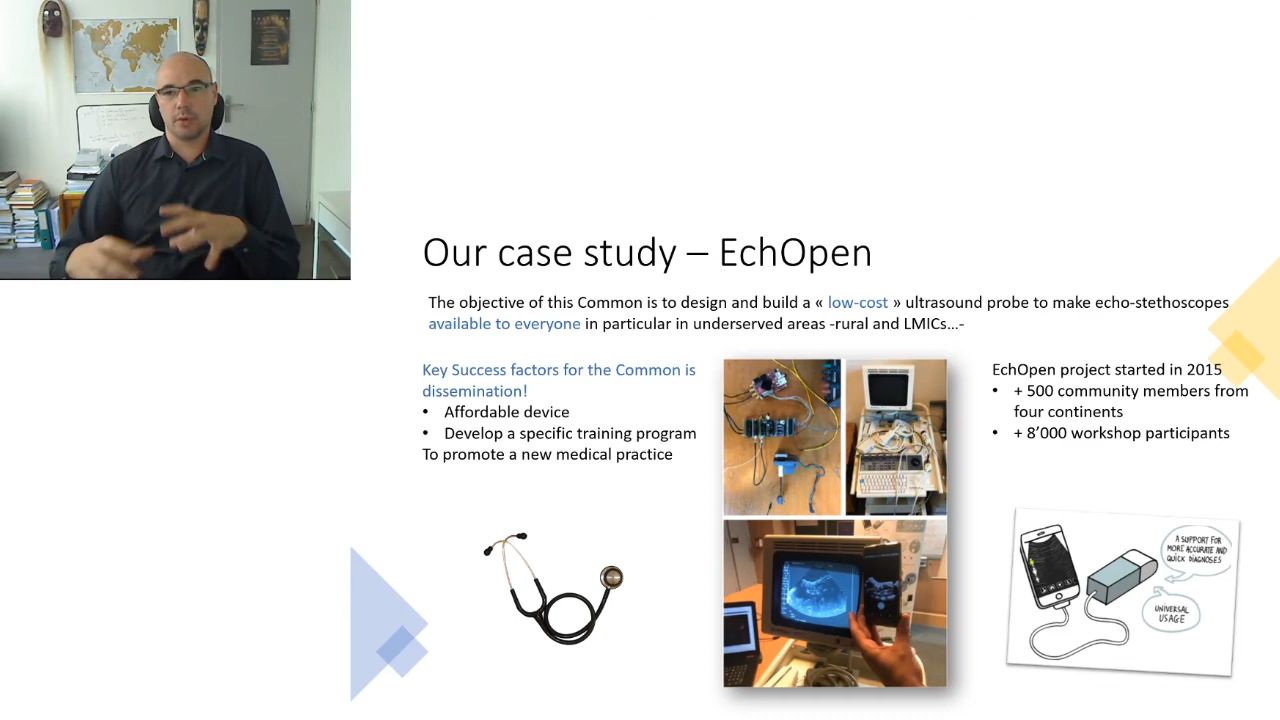 Our case study – EchOpen
The objective of this Common is to design and build a « low-cost » ultrasound probe to make echo-stethoscopes
available to everyone in particular in underserved areas -rural and LMICs...-
Key Success factors for the Common is
dissemination!
• Affordable device
• Develop a specific training program
To promote a new medical practice
EchOpen project started in 2015
• + 500 community members from
four continents
• + 8’000 workshop participants
A SUPPORT FOR
MORE ACCURATE AND
QUICK DIAGNOSES
UNIVERSAL
USAGE